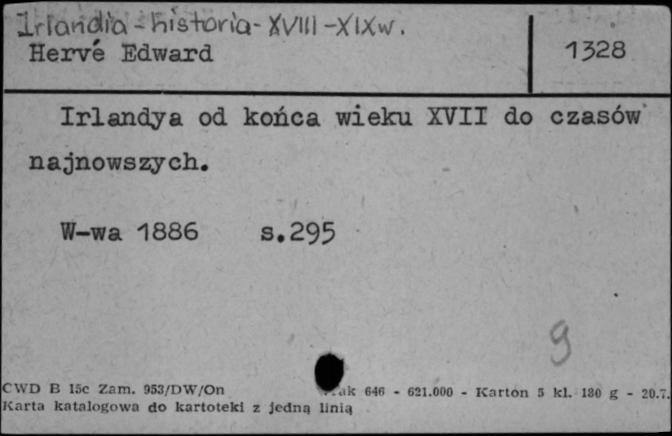 Irlandia - historia - XVIII - XIX w.
Hervé Edward
1328
Irlandya od końca wieku XVII do czasów
najnowszych.
W-wa 1886 s.295
9
CWD B 15c Zam. 953/DW/On 646 - 621.000 - Karton 5 kl. 180 g - 20.7.
Karta katalogowa do kartoteki z jedną linią